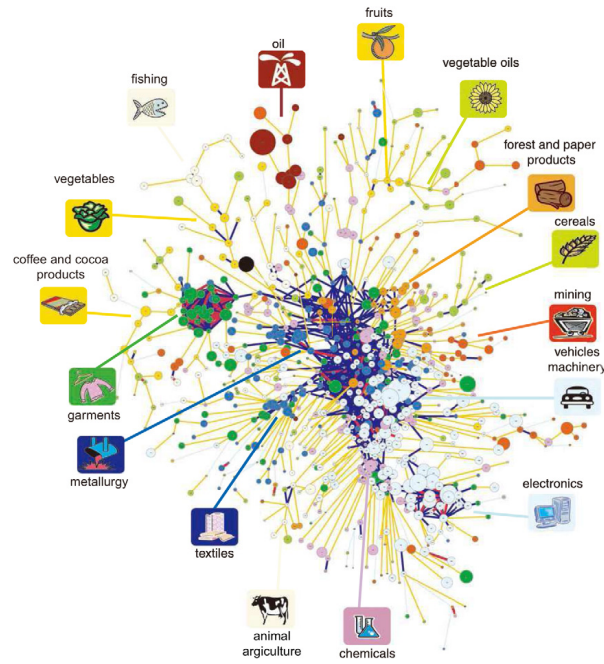 fruits
oil
vegetable oils
fishing
forest and paper
products
vegetables
cereals
coffee and cocoa
products
mining
vehicles
machinery
garments
metallurgy
electronics
textiles
animal
argiculture
chemicals